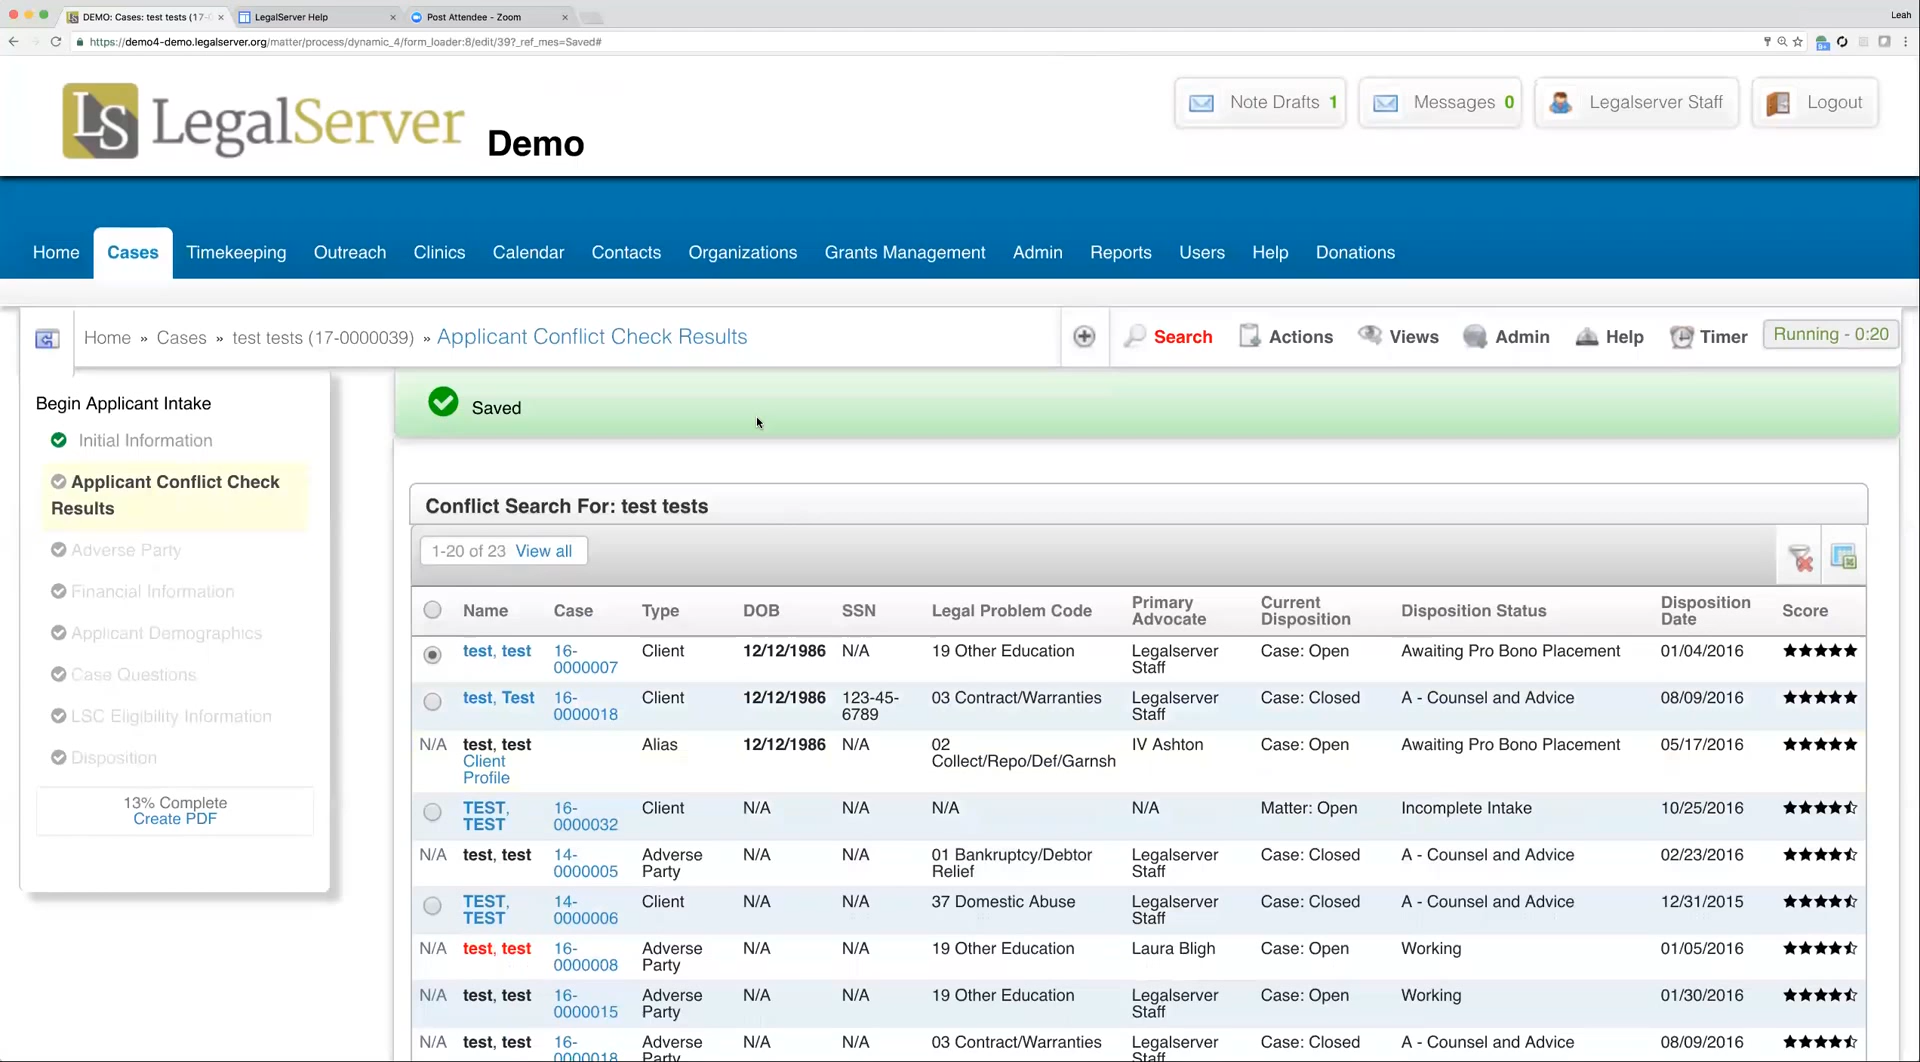 DEMO: Cases: test tests (17-
LegalServer Help
Post Attendee - Zoom
Leah
https://demo4-demo.legalserver.org/matter/process/dynamic_4/form_loader:8/edit/39?_ref_mes=Saved#
LS LegalServer Demo
Note Drafts 1
Messages 0
Legalserver Staff
Logout
Home Cases Timekeeping Outreach Clinics Calendar Contacts Organizations Grants Management Admin Reports Users Help Donations
Home » Cases » test tests (17-0000039) » Applicant Conflict Check Results
Search Actions Views Admin Help Timer Running - 0:20
Begin Applicant Intake
Initial Information
Applicant Conflict Check
Results
Adverse Party
Financial Information
Applicant Demographics
Case Questions
LSC Eligibility Information
Disposition
13% Complete
Create PDF
Saved
Conflict Search For: test tests
1-20 of 23 View all
Name Case Type DOB SSN Legal Problem Code Primary Advocate Current Disposition Disposition Status Disposition Date Score
test, test 16-0000007 Client 12/12/1986 N/A 19 Other Education Legalserver Staff Case: Open Awaiting Pro Bono Placement 01/04/2016 ★★★★★
test, Test 16-0000018 Client 12/12/1986 123-45-6789 03 Contract/Warranties Legalserver Staff Case: Closed A - Counsel and Advice 08/09/2016 ★★★★★
N/A test, test Client Profile Alias 12/12/1986 N/A 02 Collect/Repo/Def/Garnsh IV Ashton Case: Open Awaiting Pro Bono Placement 05/17/2016 ★★★★★
TEST, TEST 16-0000032 Client N/A N/A N/A N/A Matter: Open Incomplete Intake 10/25/2016
N/A test, test 14-0000005 Adverse Party N/A N/A 01 Bankruptcy/Debtor Relief Legalserver Staff Case: Closed A - Counsel and Advice 02/23/2016
TEST, TEST 14-0000006 Client N/A N/A 37 Domestic Abuse Legalserver Staff Case: Closed A - Counsel and Advice 12/31/2015
N/A test, test 16-0000008 Adverse Party N/A N/A 19 Other Education Laura Bligh Case: Open Working 01/05/2016
N/A test, test 16-0000015 Adverse Party N/A N/A 19 Other Education Legalserver Staff Case: Open Working 01/30/2016
N/A test, test 16-0000018 Adverse Party N/A N/A 03 Contract/Warranties Legalserver Staff Case: Closed A - Counsel and Advice 08/09/2016